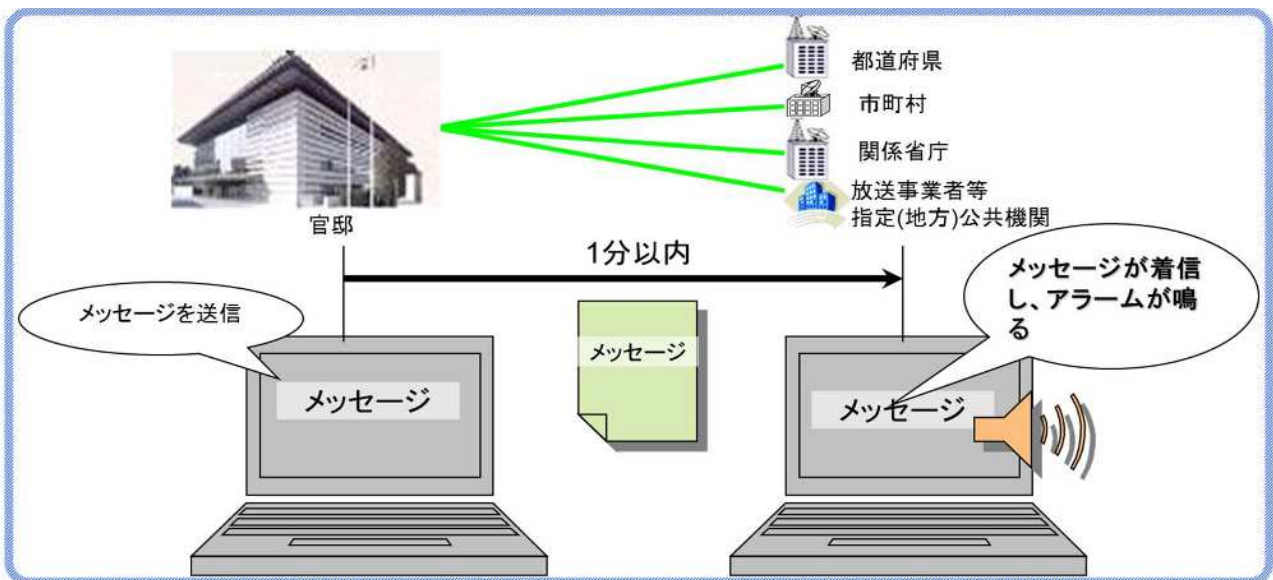 都道府県
市町村
関係省庁
放送事業者等
指定(地方)公共機関
官邸
1分以内
メッセージを送信
メッセージが着信
し、アラームが鳴
る
メッセージ
メッセージ
メッセージ